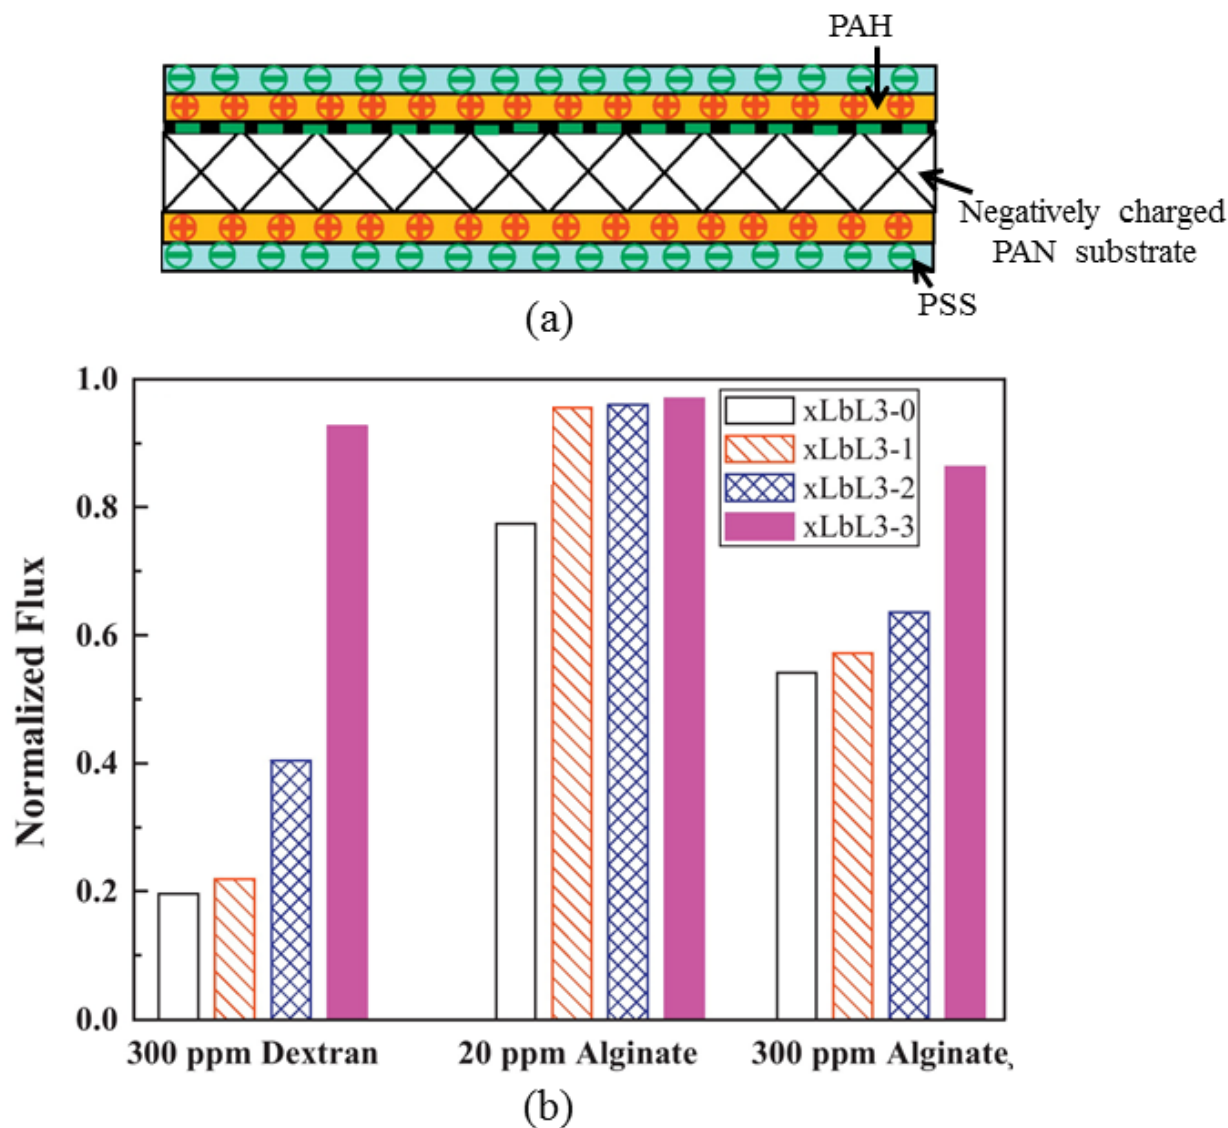 PAH
Negatively charged
PAN substrate
PSS
(a)
1.0
0.8
0.6
0.4
0.2
0.0
Normalized Flux
xLbL3-0
xLbL3-1
xLbL3-2
xLbL3-3
300 ppm Dextran
20 ppm Alginate
300 ppm Alginate,
(b)